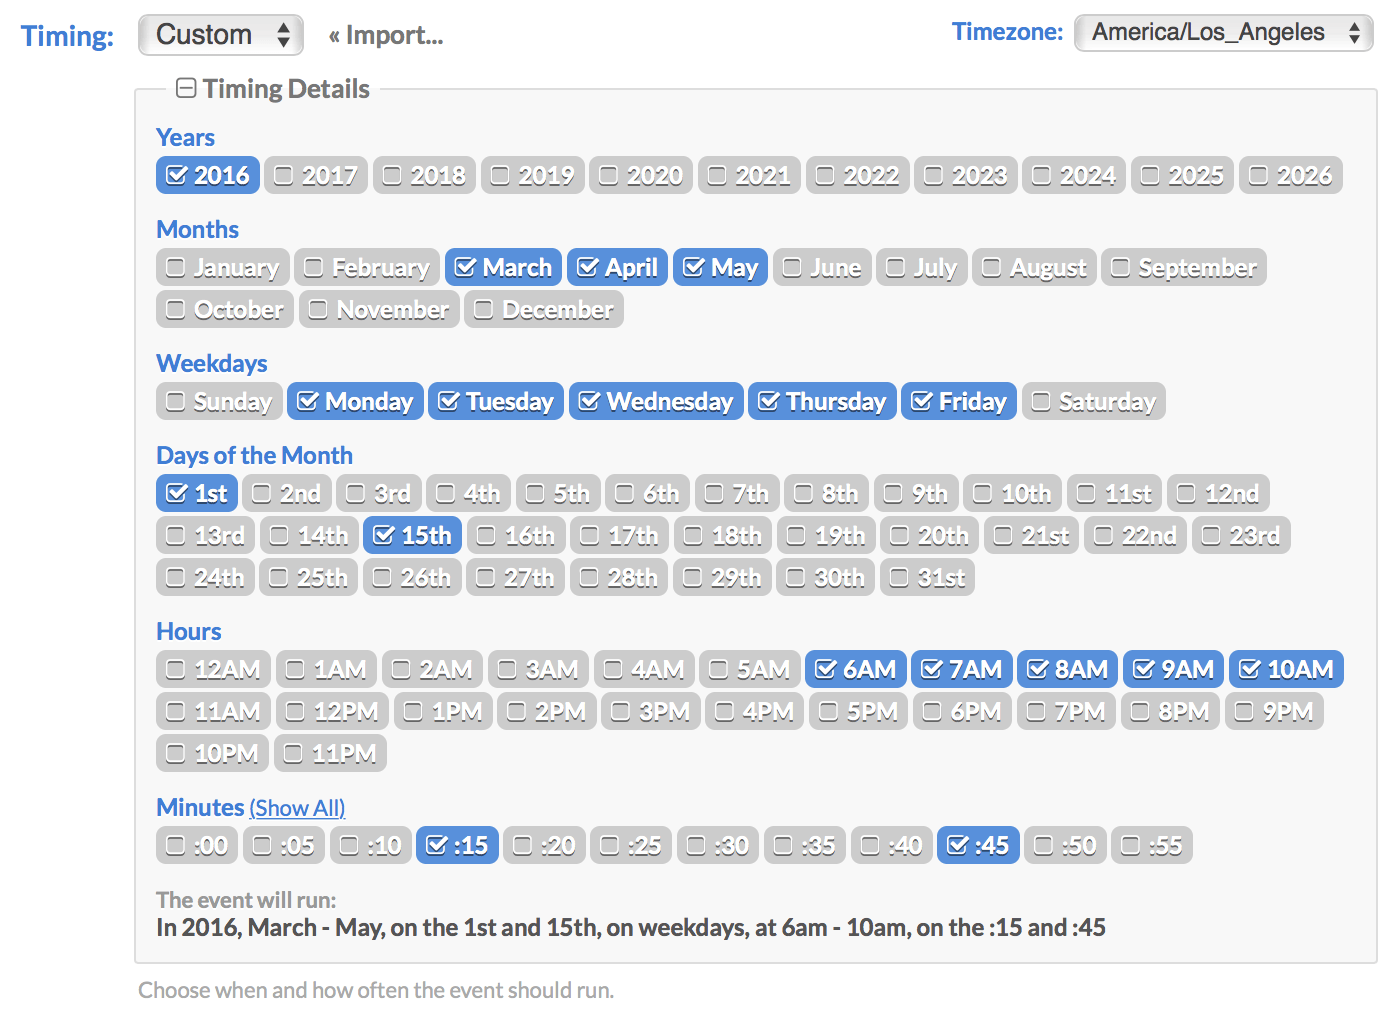 Timing: Custom « Import... Timezone: America/Los_Angeles
Timing Details
Years
2016 2017 2018 2019 2020 2021 2022 2023 2024 2025 2026
Months
January February March April May June July August September
October November December
Weekdays
Sunday Monday Tuesday Wednesday Thursday Friday Saturday
Days of the Month
1st 2nd 3rd 4th 5th 6th 7th 8th 9th 10th 11st 12nd
13rd 14th 15th 16th 17th 18th 19th 20th 21st 22nd 23rd
24th 25th 26th 27th 28th 29th 30th 31st
Hours
12AM 1AM 2AM 3AM 4AM 5AM 6AM 7AM 8AM 9AM 10AM
11AM 12PM 1PM 2PM 3PM 4PM 5PM 6PM 7PM 8PM 9PM
10PM 11PM
Minutes (Show All)
:00 :05 :10 :15 :20 :25 :30 :35 :40 :45 :50 :55
The event will run:
In 2016, March - May, on the 1st and 15th, on weekdays, at 6am - 10am, on the :15 and :45
Choose when and how often the event should run.